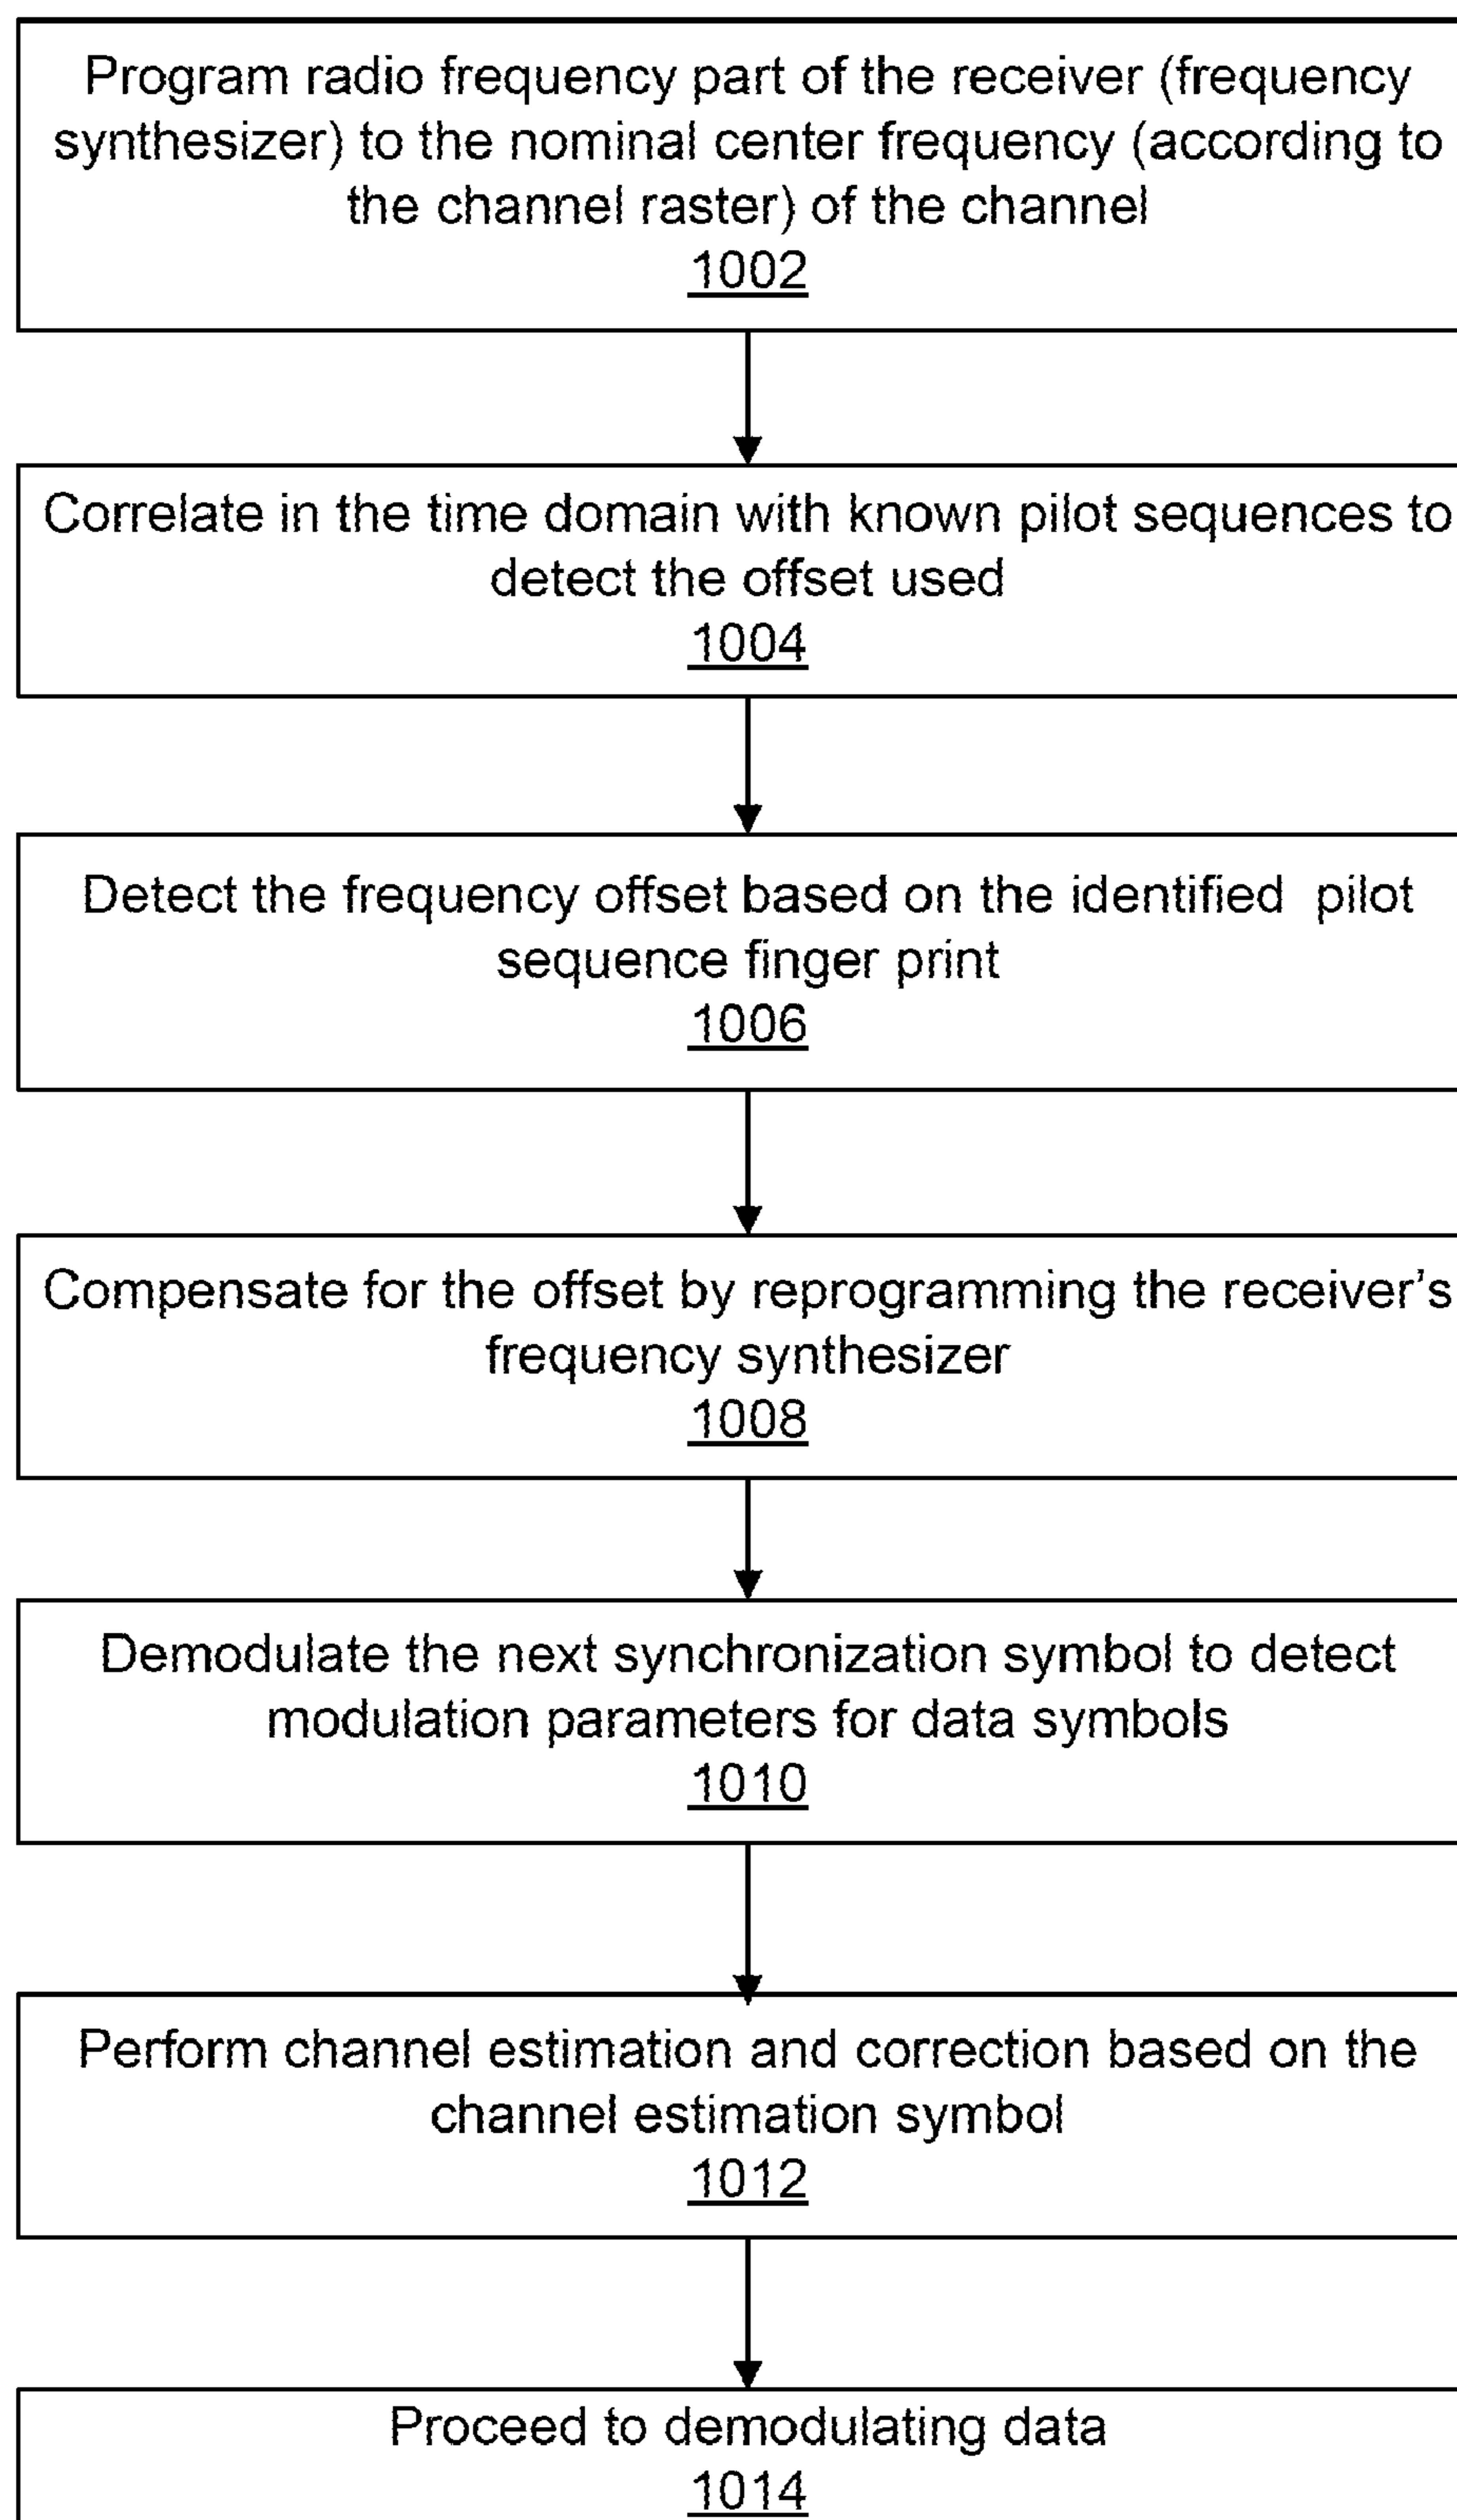 Program radio frequency part of the receiver (frequency
synthesizer) to the nominal center frequency (according to
the channel raster) of the channel
1002
Correlate in the time domain with known pilot sequences to
detect the offset used
1004
Detect the frequency offset based on the identified  pilot
sequence finger print
1006
Compensate for the offset by reprogramming the receiver's
frequency synthesizer
1008
Demodulate the next synchronization symbol to detect
modulation parameters for data symbols
1010
Perform channel estimation and correction based on the
channel estimation symbol
1012
Proceed to demodulating data
1014